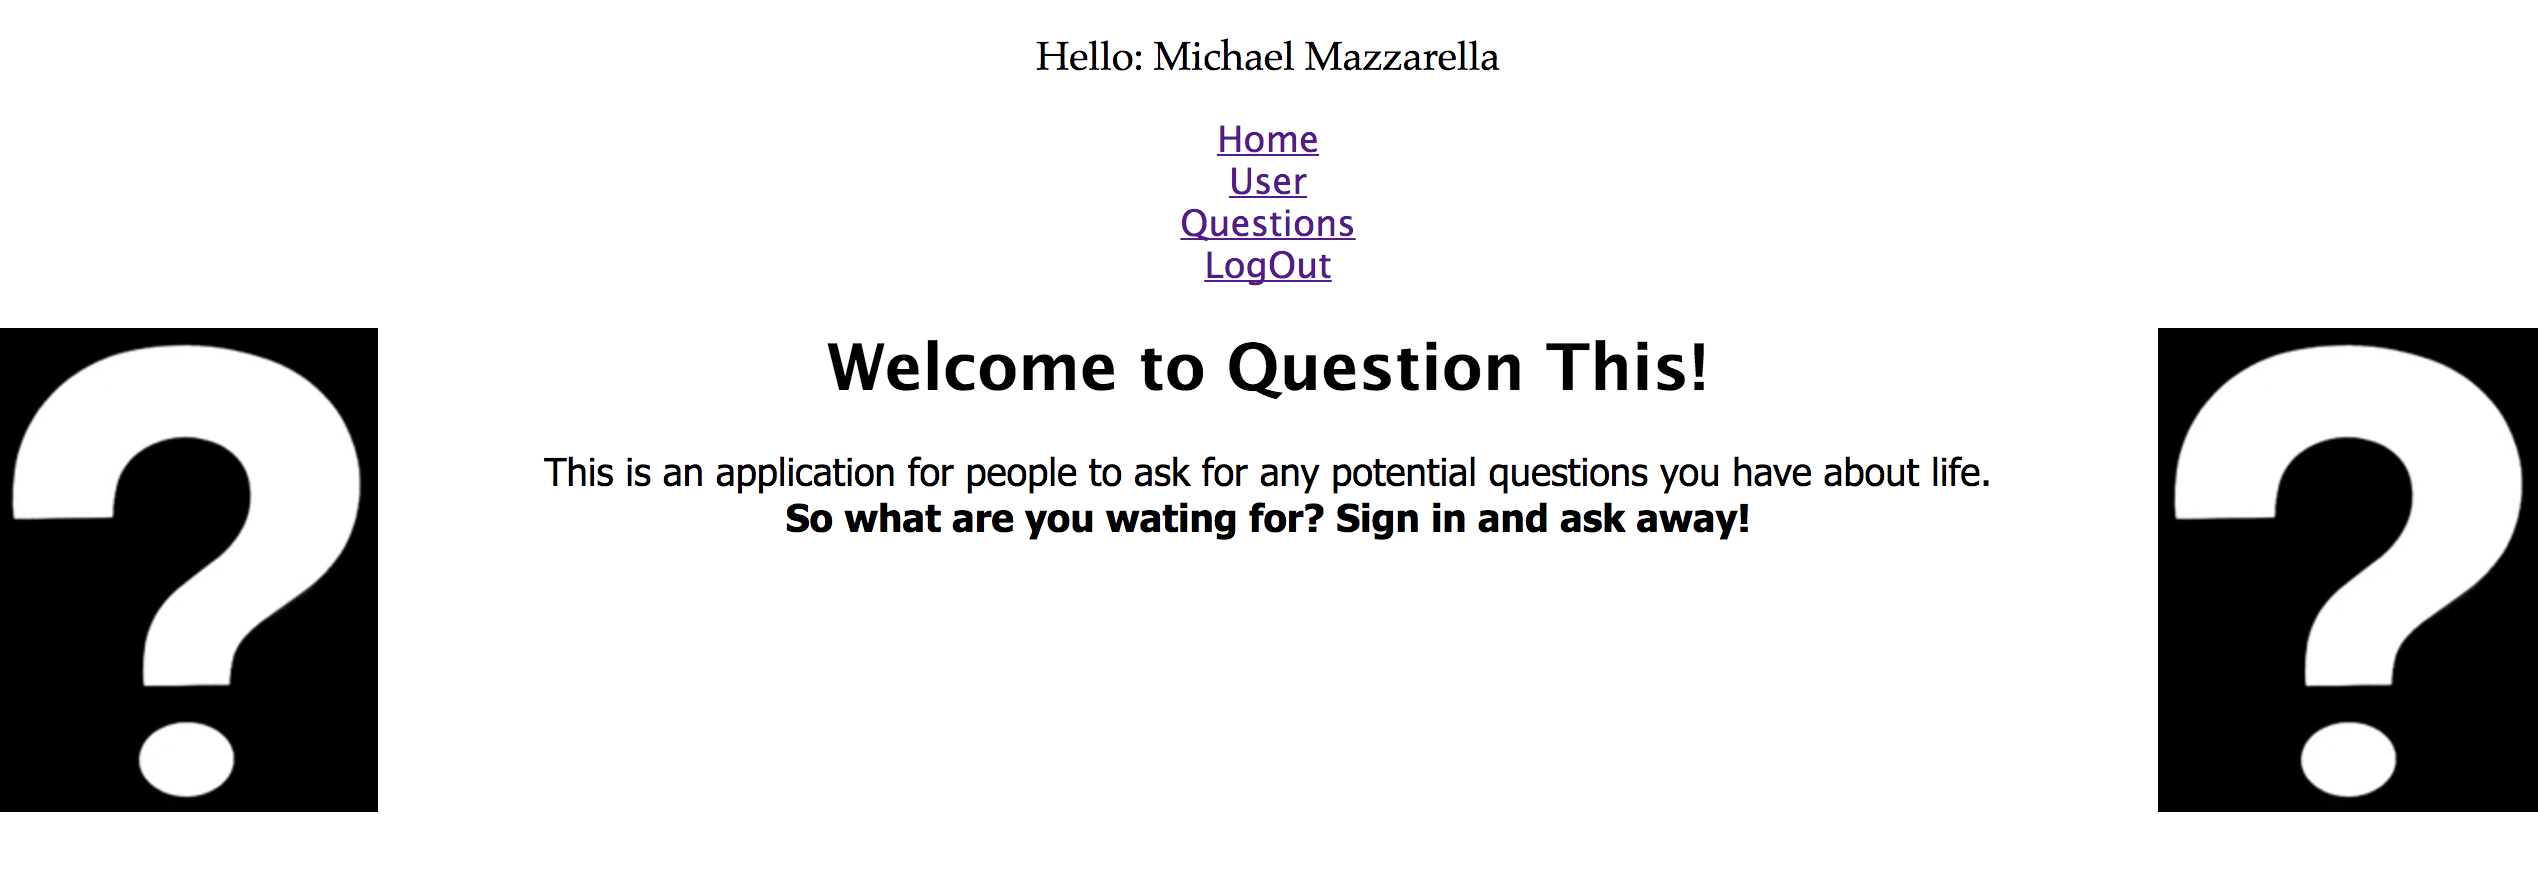 Hello: Michael Mazzarella
Home
User
Questions
LogOut
Welcome to Question This!
This is an application for people to ask for any potential questions you have about life.
So what are you wating for? Sign in and ask away!
? ?